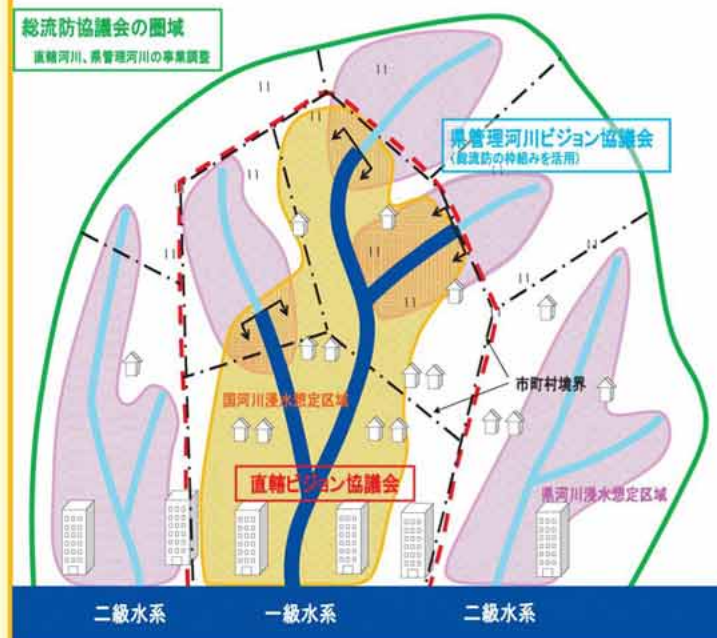 総流防協議会の圏域
直轄河川、県管理河川の事業調整
県管理河川ビジョン協議会
(総流防の枠組みを活用)
市町村境界
国河川浸水想定区域
直轄ビジョン協議会
県河川浸水想定区域
二級水系
一級水系
二級水系